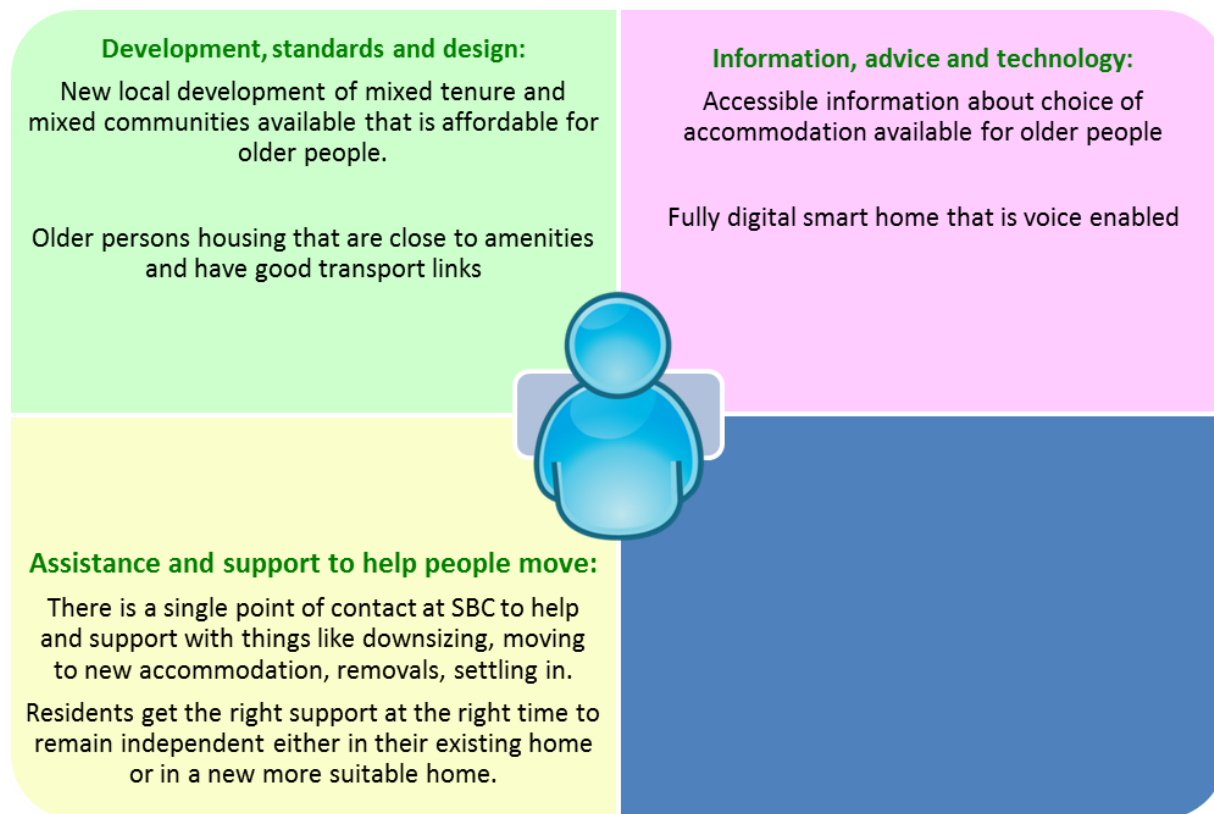 Development, standards and design:
New local development of mixed tenure and
mixed communities available that is affordable for
older people.
Older persons housing that are close to amenities
and have good transport links
Information, advice and technology:
Accessible information about choice of
accommodation available for older people
Fully digital smart home that is voice enabled
Assistance and support to help people move:
There is a single point of contact at SBC to help
and support with things like downsizing, moving
to new accommodation, removals, settling in.
Residents get the right support at the right time to
remain independent either in their existing home
or in a new more suitable home.